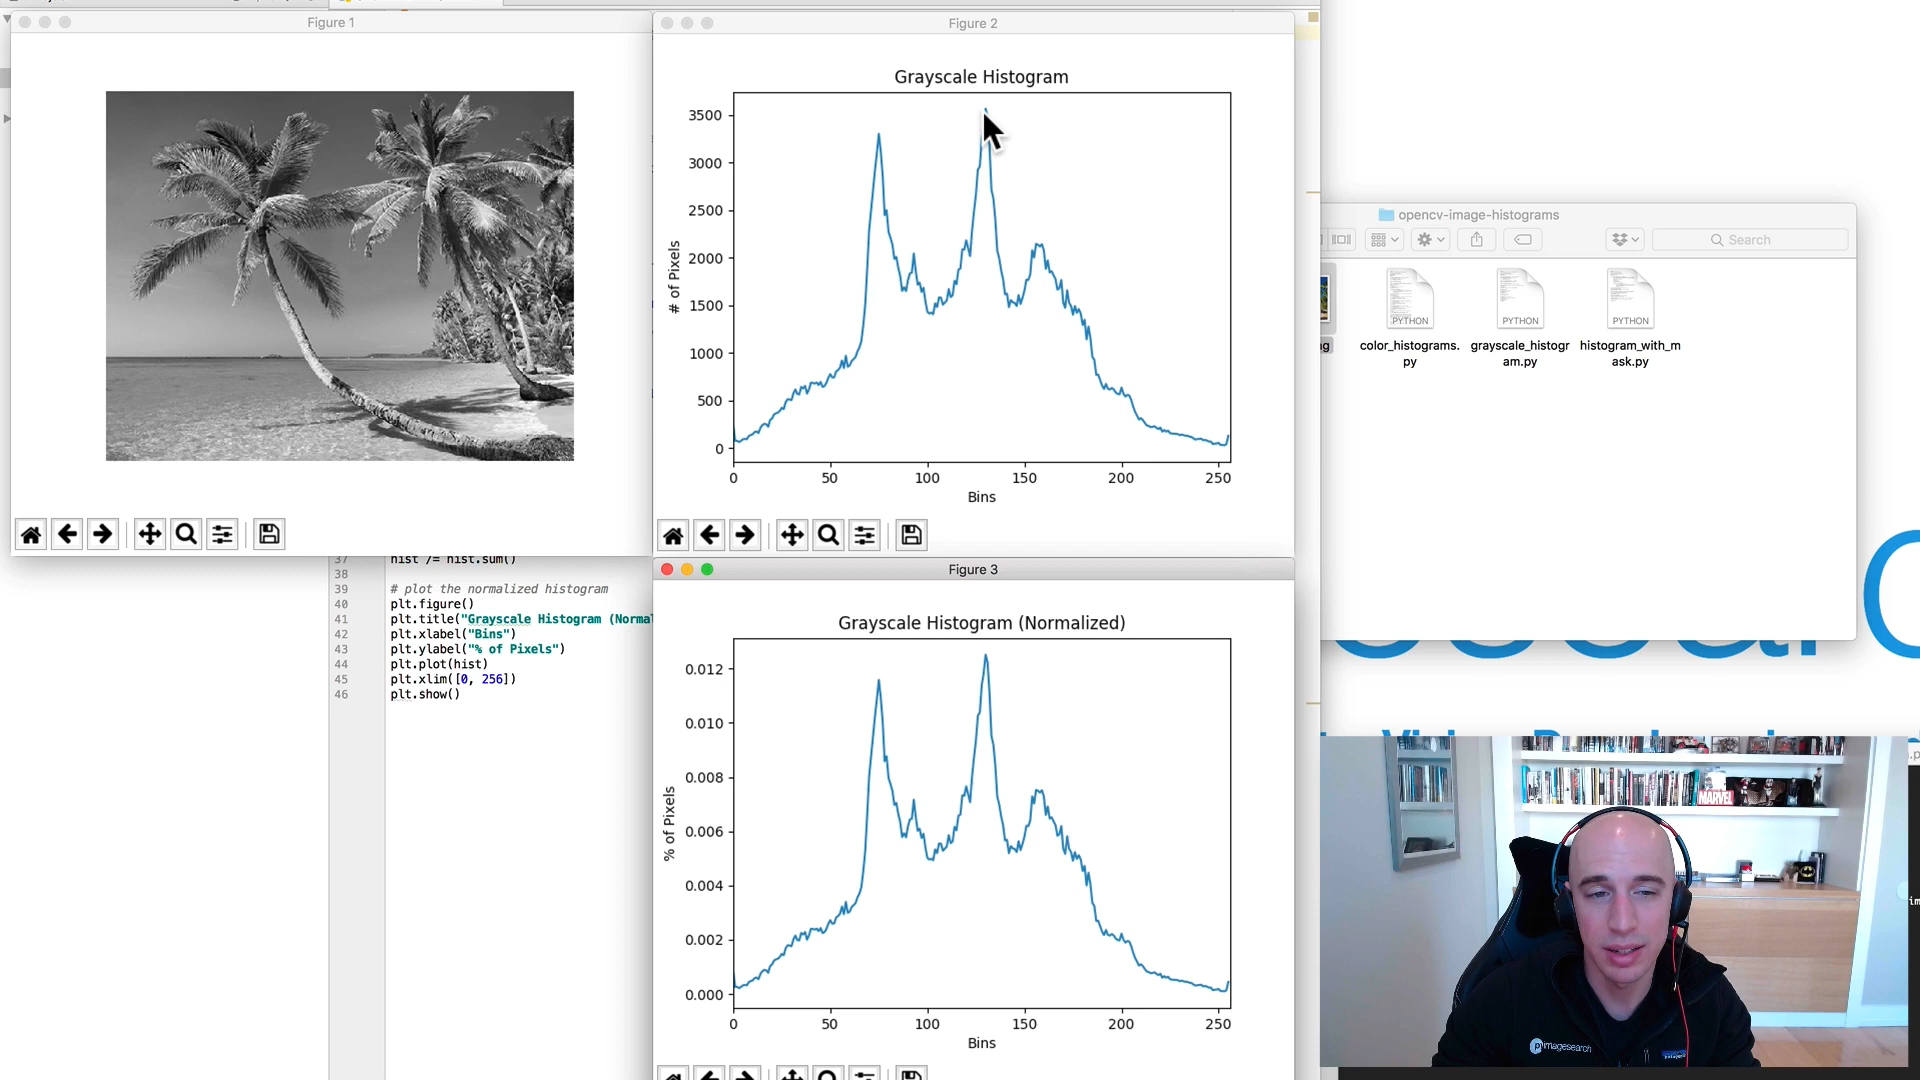 Figure 1
Figure 2
Grayscale Histogram
3500
3000
2500
2000
1500
1000
500
0
# of Pixels
0 50 100 150 200 250
Bins
opencv-image-histograms
Search
PYTHON PYTHON PYTHON
ng
color_histograms.
py
grayscale_histogr
am.py
histogram_with_m
ask.py
37 hist /= hist.sum()
38
39 # plot the normalized histogram
40 plt.figure()
41 plt.title("Grayscale Histogram (Normal
42 plt.xlabel("Bins")
43 plt.ylabel("% of Pixels")
44 plt.plot(hist)
45 plt.xlim([0, 256])
46 plt.show()
Figure 3
Grayscale Histogram (Normalized)
0.012
0.010
0.008
0.006
0.004
0.002
0.000
% of Pixels
0 50 100 150 200 250
Bins
MARVEL
pyimagesearch